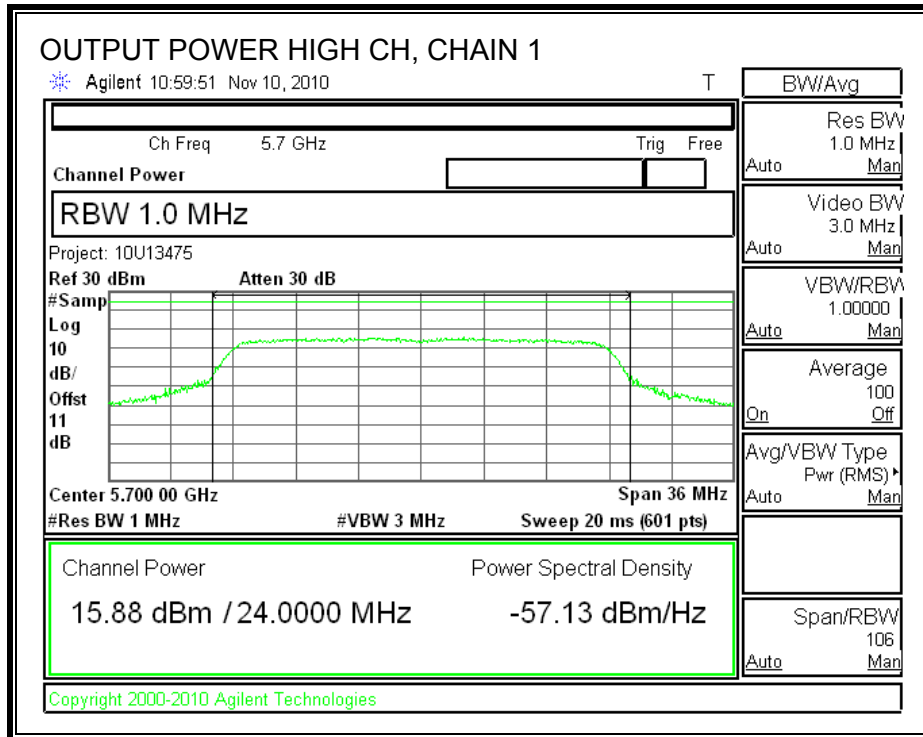 OUTPUT POWER HIGH CH, CHAIN 1
Agilent 10:59:51 Nov 10, 2010 T
Ch Freq 5.7 GHz Trig Free
Channel Power
RBW 1.0 MHz
Project: 10U13475
Ref 30 dBm Atten 30 dB
#Samp
Log
10
dB/
Offst
11
dB
Center 5.700 00 GHz Span 36 MHz
#Res BW 1 MHz #VBW 3 MHz Sweep 20 ms (601 pts)
Channel Power Power Spectral Density
15.88 dBm / 24.0000 MHz -57.13 dBm/Hz
Copyright 2000-2010 Agilent Technologies
BW/Avg
Res BW
1.0 MHz
Auto Man
Video BW
3.0 MHz
Auto Man
VBW/RBW
1.00000
Auto Man
Average
100
On Off
Avg/VBW Type
Pwr (RMS)
Auto Man
Span/RBW
106
Auto Man